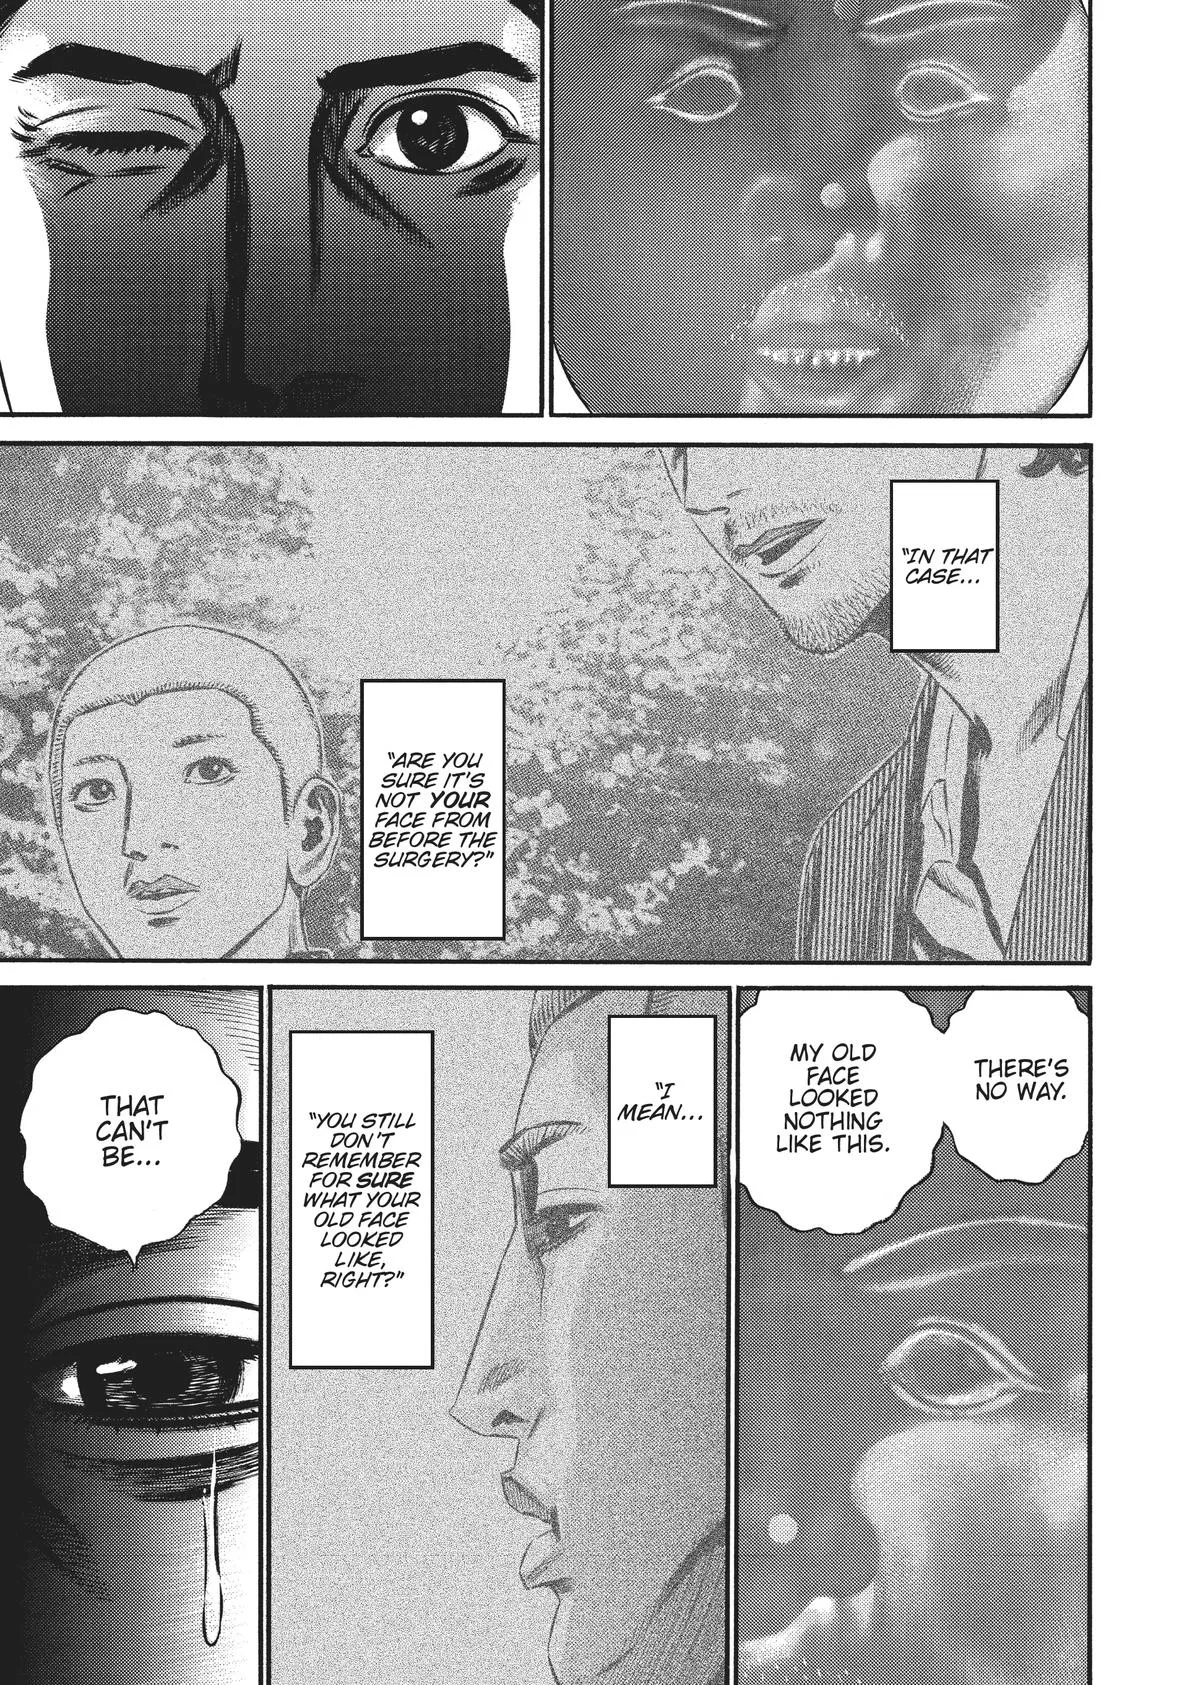 "IN THAT
CASE...
"ARE YOU
SURE IT'S
NOT YOUR
FACE FROM
BEFORE THE
SURGERY?"
THERE'S
NO WAY.
MY OLD
FACE
LOOKED
NOTHING
LIKE THIS.
"I
MEAN...
"YOU STILL
DON'T
REMEMBER
FOR SURE
WHAT YOUR
OLD FACE
LOOKED
LIKE,
RIGHT?"
THAT
CAN'T
BE...